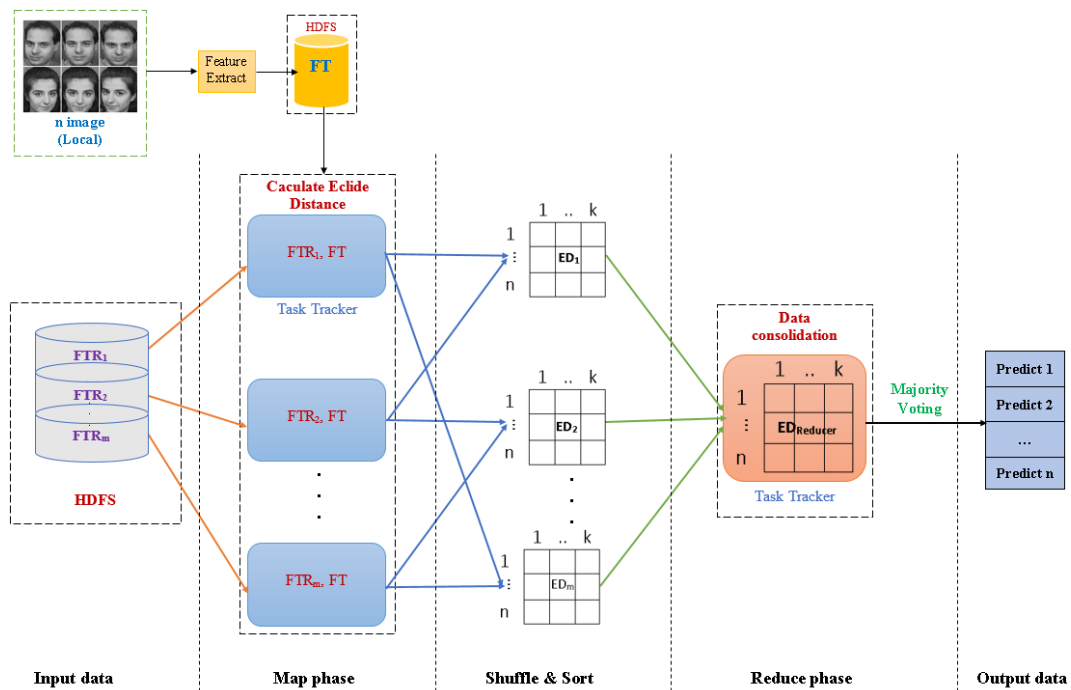 n image
(Local)
Feature
Extract
HDFS
FT
Caculate Eclide
Distance
FTR1, FT
Task Tracker
FTR2, FT
FTRm, FT
FTR1
FTR2
FTRm
HDFS
1 .. k
1
n
ED1
1 .. k
1
n
ED2
1 .. k
1
n
EDm
Data
consolidation
1 .. k
1
n
EDReducer
Task Tracker
Majority
Voting
Predict 1
Predict 2
...
Predict n
Input data
Map phase
Shuffle & Sort
Reduce phase
Output data